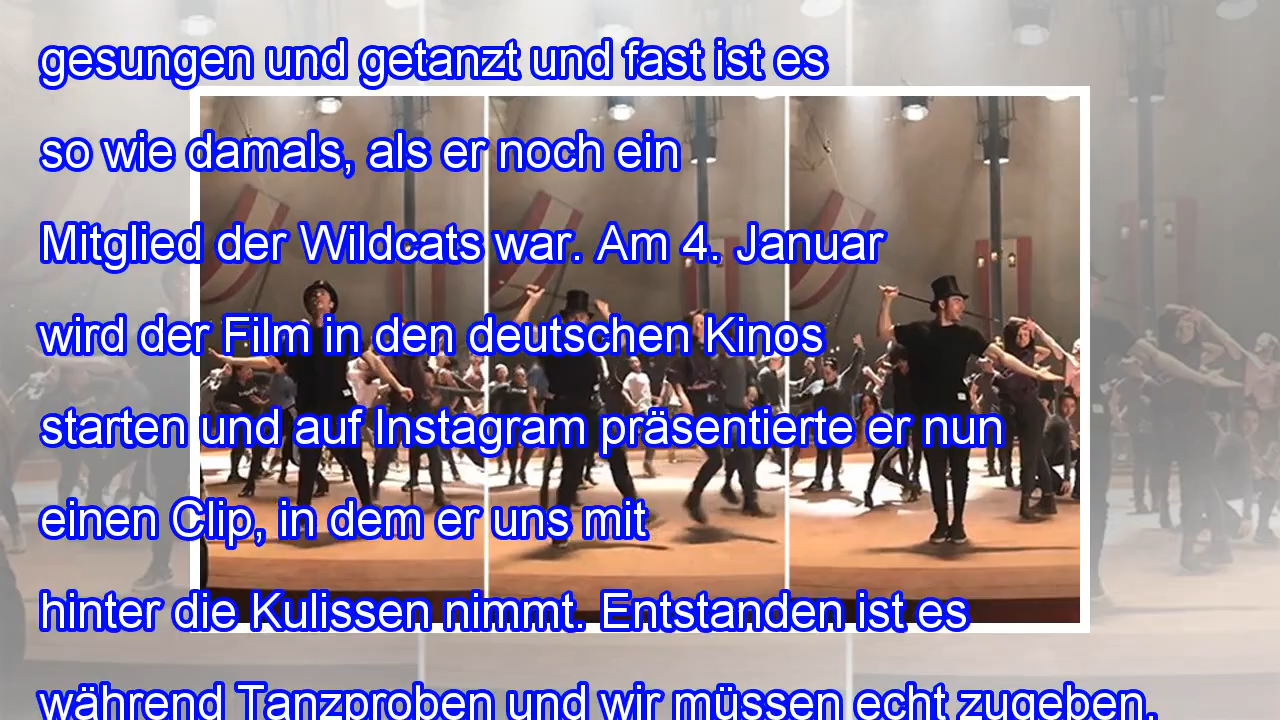 gesungen und getanzt und fast ist es
so wie damals, als er noch ein
Mitglied der Wildcats war. Am 4. Januar
wird der Film in den deutschen Kinos
starten und auf Instagram präsentierte er nun
einen Clip, in dem er uns mit
hinter die Kulissen nimmt. Entstanden ist es
während Tanzproben und wir müssen echt zugeben,